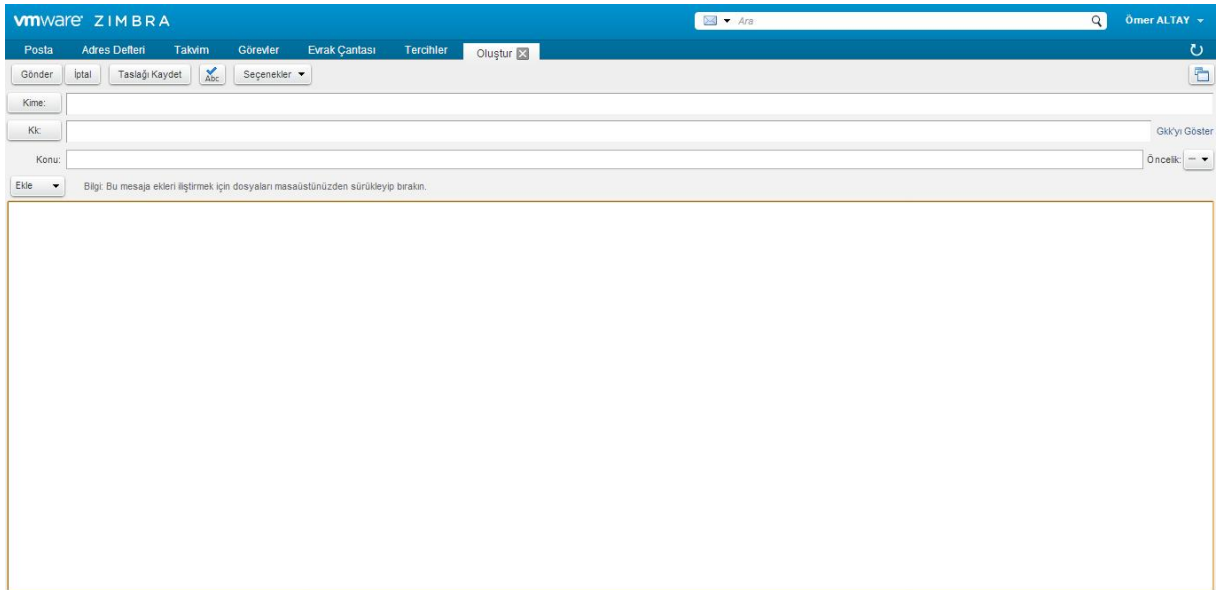 vmware ZIMBRA Ara Ömer ALTAY
Posta Adres Defteri Takvim Görevler Evrak Çantası Tercihler Oluştur
Gönder İptal Taslağı Kaydet Abc Seçenekler
Kime:
Kk: Gkk'yı Göster
Konu: Öncelik:
Ekle Bilgi: Bu mesaja ekleri iliştirmek için dosyaları masaüstünüzden sürükleyip bırakın.